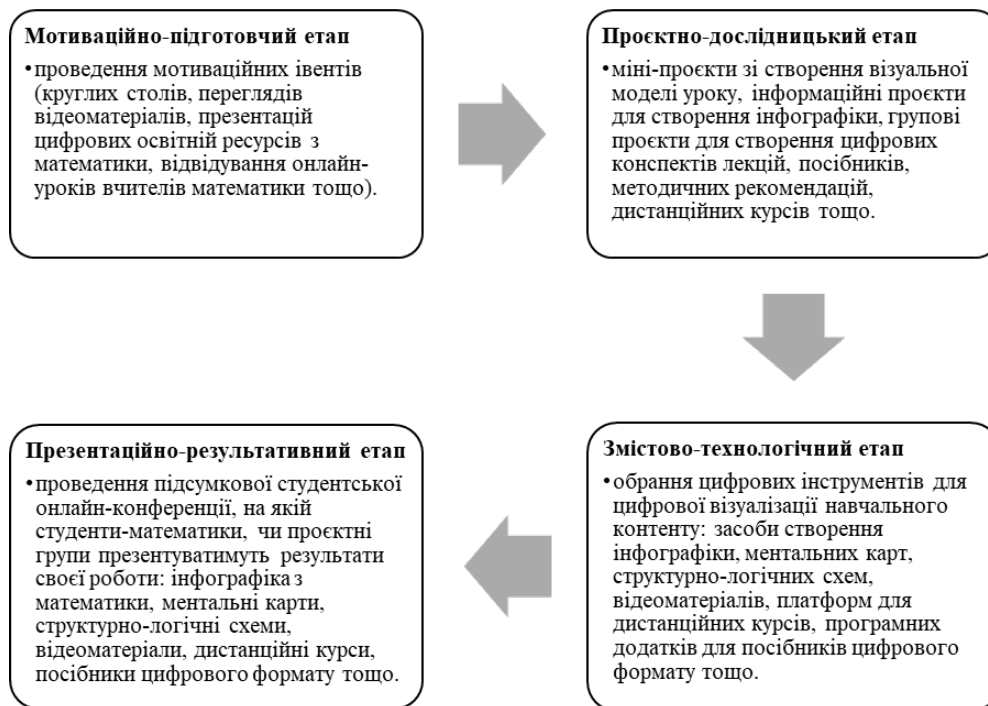 Мотиваційно-підготовчий етап
•проведення мотиваційних івентів
(круглих столів, переглядів
відеоматеріалів, презентацій
цифрових освітній ресурсів з
математики, відвідування онлайн-
уроків вчителів математики тощо).
Проєктно-дослідницький етап
•міні-проєкти зі створення візуальної
моделі уроку, інформаційні проєкти
для створення інфографіки, групові
проєкти для створення цифрових
конспектів лекцій, посібників,
методичних рекомендацій,
дистанційних курсів тощо.
Змістово-технологічний етап
•обрання цифрових інструментів для
цифрової візуалізації навчального
контенту: засоби створення
інфографіки, ментальних карт,
структурно-логічних схем,
відеоматеріалів, платформ для
дистанційних курсів, програмних
додатків для посібників цифрового
формату тощо.
Презентаційно-результативний етап
•проведення підсумкової студентської
онлайн-конференції, на якій
студенти-математики, чи проєктні
групи презентуватимуть результати
своєї роботи: інфографіка з
математики, ментальні карти,
структурно-логічні схеми,
відеоматеріали, дистанційні курси,
посібники цифрового формату тощо.